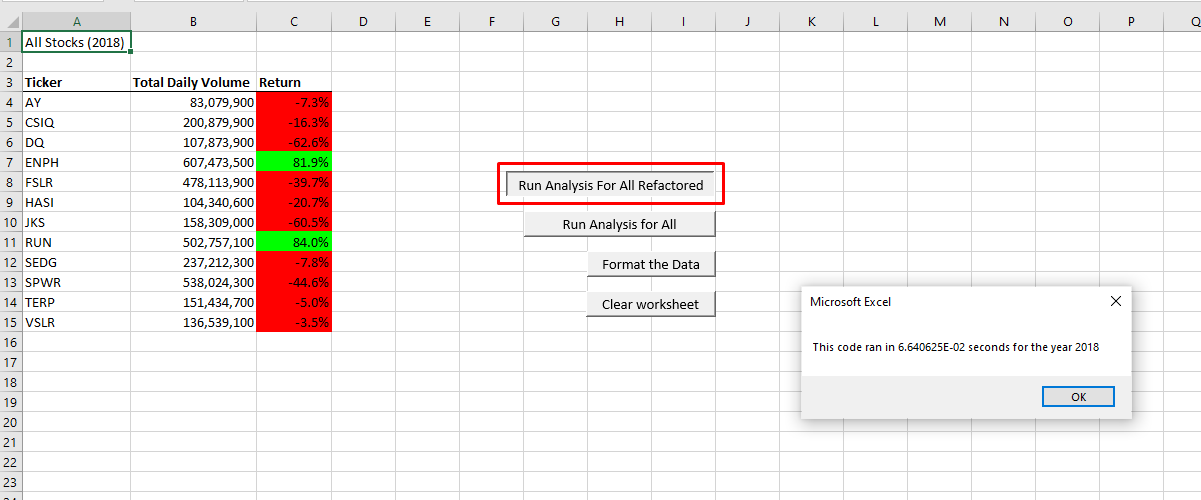 A B C D E F G H I J K L M N O P Q
1 All Stocks (2018)
2
3 Ticker Total Daily Volume Return
4 AY 83,079,900 -7.3%
5 CSIQ 200,879,900 -16.3%
6 DQ 107,873,900 -62.6%
7 ENPH 607,473,500 81.9%
8 FSLR 478,113,900 -39.7%
Run Analysis For All Refactored
9 HASI 104,340,600 -20.7%
10 JKS 158,309,000 -60.5%
Run Analysis for All
11 RUN 502,757,100 84.0%
12 SEDG 237,212,300 -7.8%
Format the Data
13 SPWR 538,024,300 -44.6%
14 TERP 151,434,700 -5.0%
Clear worksheet
15 VSLR 136,539,100 -3.5%
16
17
18
19
20
21
22
23
Microsoft Excel
This code ran in 6.640625E-02 seconds for the year 2018
OK